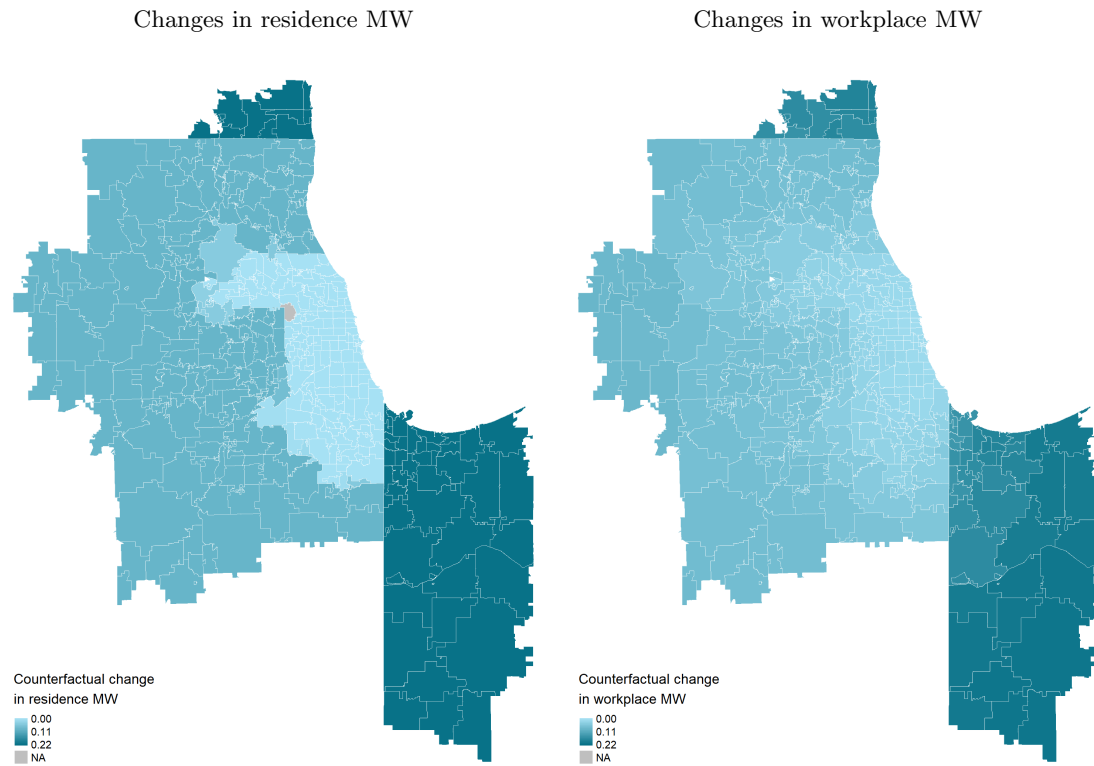 Changes in residence MW
Changes in workplace MW
Counterfactual change
in residence MW
0.00
0.11
0.22
NA
Counterfactual change
in workplace MW
0.00
0.11
0.22
NA